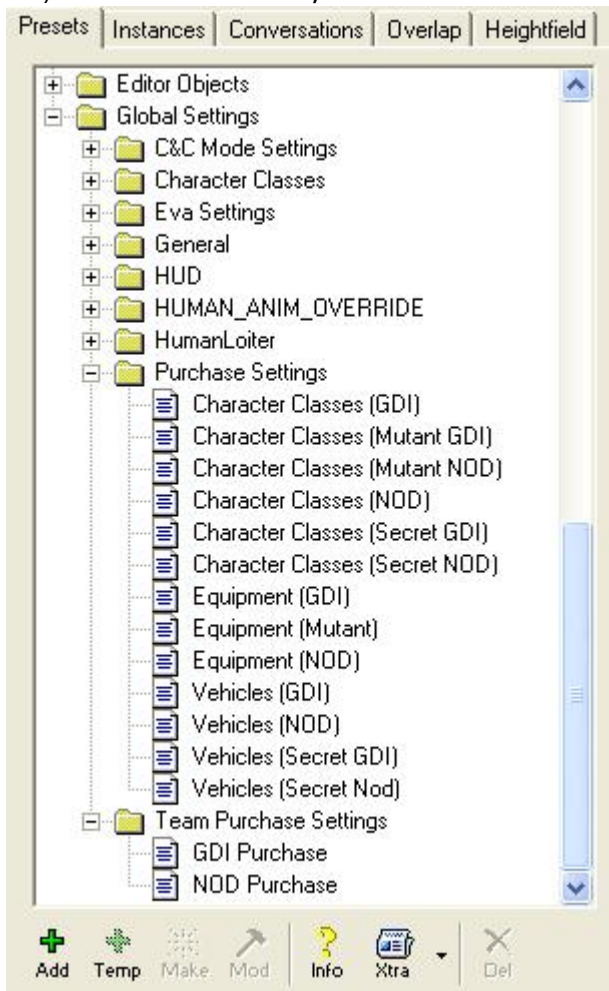 Presets Instances Conversations Overlap Heightfield
Editor Objects
Global Settings
C&C Mode Settings
Character Classes
Eva Settings
General
HUD
HUMAN_ANIM_OVERRIDE
HumanLoiter
Purchase Settings
Character Classes (GDI)
Character Classes (Mutant GDI)
Character Classes (Mutant NOD)
Character Classes (NOD)
Character Classes (Secret GDI)
Character Classes (Secret NOD)
Equipment (GDI)
Equipment (Mutant)
Equipment (NOD)
Vehicles (GDI)
Vehicles (NOD)
Vehicles (Secret GDI)
Vehicles (Secret Nod)
Team Purchase Settings
GDI Purchase
NOD Purchase
Add Temp Make Mod Info Xtra Del